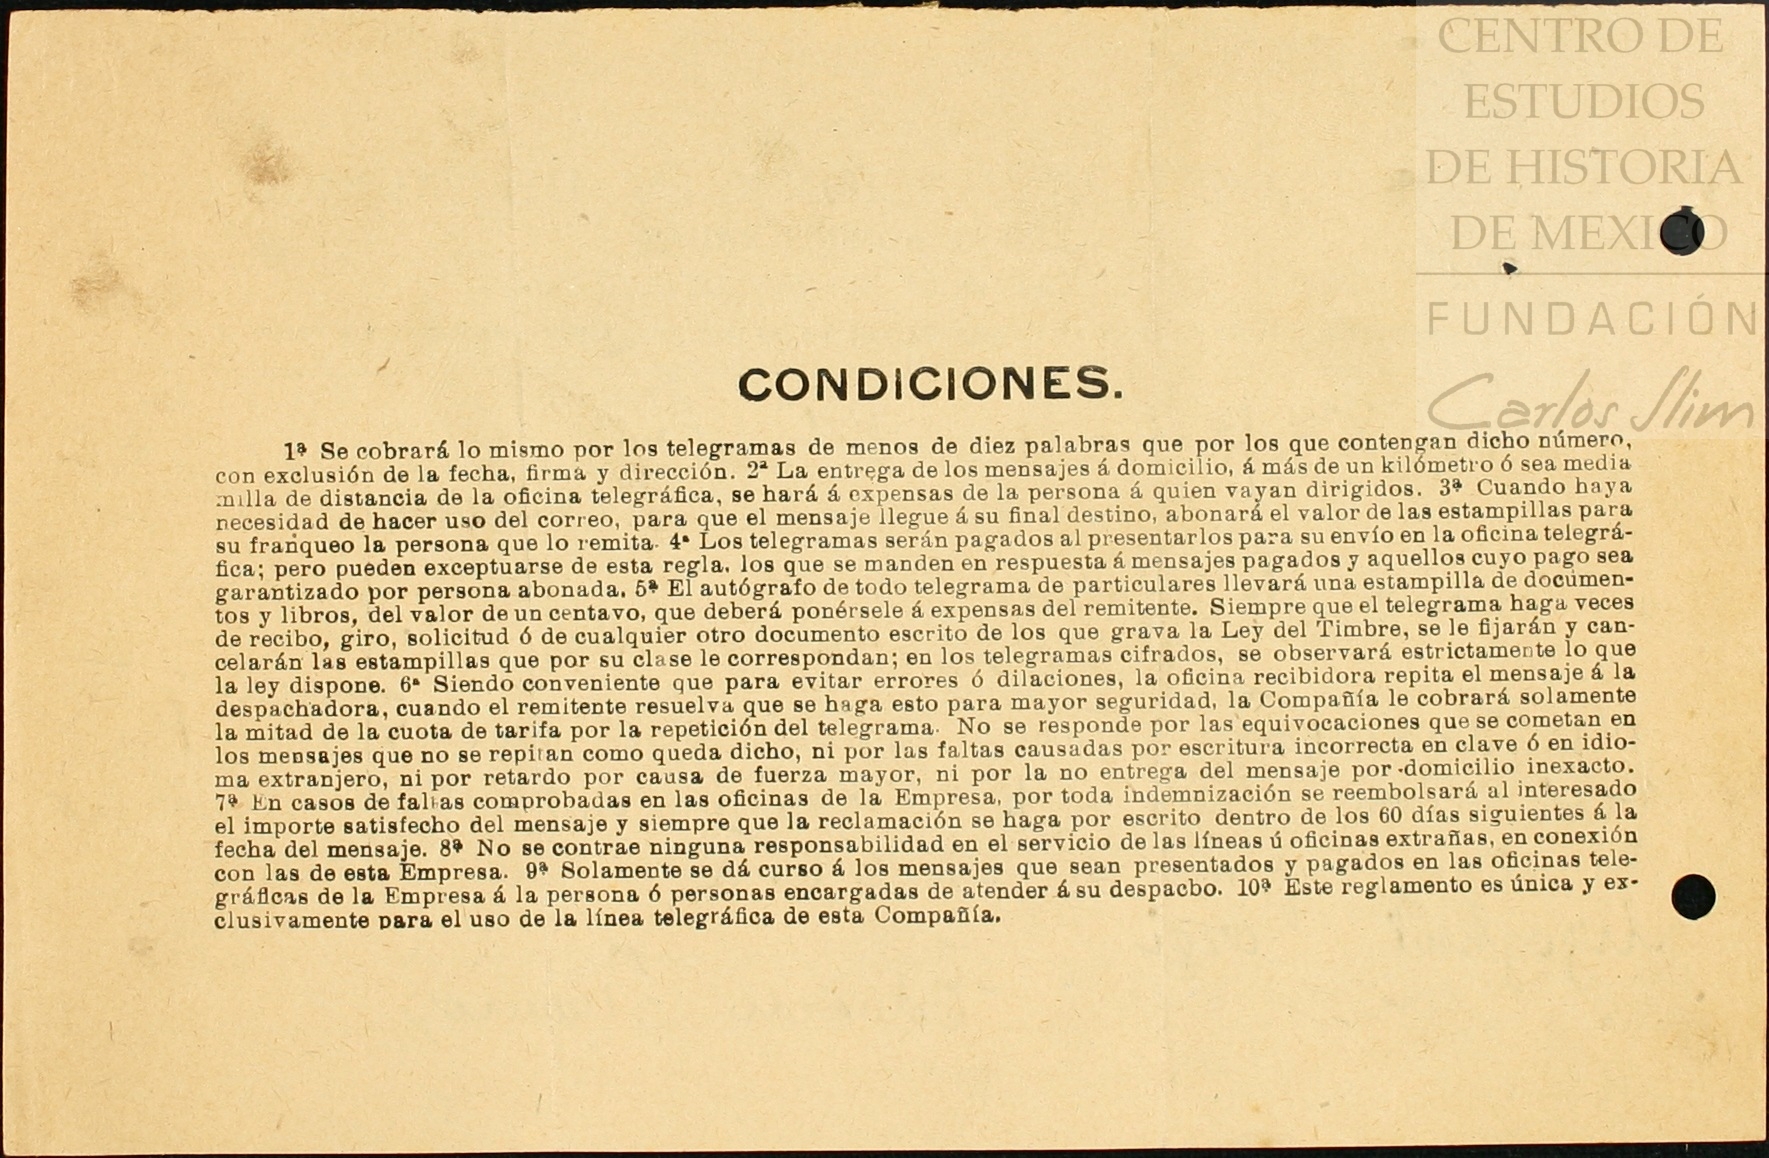 CENTRO DE
ESTUDIOS
DE HISTORIA
DE MEXICO
FUNDACIÓN
Carlos Slim
CONDICIONES.
1ª Se cobrará lo mismo por los telegramas de menos de diez palabras que por los que contengan dicho número,
con exclusión de la fecha, firma y dirección. 2ª La entrega de los mensajes á domicilio, á más de un kilómetro ó sea media
milla de distancia de la oficina telegráfica, se hará á expensas de la persona á quien vayan dirigidos. 3ª Cuando haya
necesidad de hacer uso del correo, para que el mensaje llegue á su final destino, abonará el valor de las estampillas para
su franqueo la persona que lo remita. 4ª Los telegramas serán pagados al presentarlos para su envío en la oficina telegrá-
fica; pero pueden exceptuarse de esta regla, los que se manden en respuesta á mensajes pagados y aquellos cuyo pago sea
garantizado por persona abonada. 5ª El autógrafo de todo telegrama de particulares llevará una estampilla de documen-
tos y libros, del valor de un centavo, que deberá ponérsele á expensas del remitente. Siempre que el telegrama haga veces
de recibo, giro, solicitud ó de cualquier otro documento escrito de los que grava la Ley del Timbre, se le fijarán y can-
celarán las estampillas que por su clase le correspondan; en los telegramas cifrados, se observará estrictamente lo que
la ley dispone. 6ª Siendo conveniente que para evitar errores ó dilaciones, la oficina recibidora repita el mensaje á la
despachadora, cuando el remitente resuelva que se haga esto para mayor seguridad, la Compañía le cobrará solamente
la mitad de la cuota de tarifa por la repetición del telegrama. No se responde por las equivocaciones que se cometan en
los mensajes que no se repitan como queda dicho, ni por las faltas causadas por escritura incorrecta en clave ó en idio-
ma extranjero, ni por retardo por causa de fuerza mayor, ni por la no entrega del mensaje por domicilio inexacto.
7ª En casos de faltas comprobadas en las oficinas de la Empresa, por toda indemnización se reembolsará al interesado
el importe satisfecho del mensaje y siempre que la reclamación se haga por escrito dentro de los 60 días siguientes á la
fecha del mensaje. 8ª No se contrae ninguna responsabilidad en el servicio de las líneas ú oficinas extrañas, en conexión
con las de esta Empresa. 9ª Solamente se dá curso á los mensajes que sean presentados y pagados en las oficinas tele-
gráficas de la Empresa á la persona ó personas encargadas de atender á su despacho. 10ª Este reglamento es única y ex-
clusivamente para el uso de la línea telegráfica de esta Compañía.